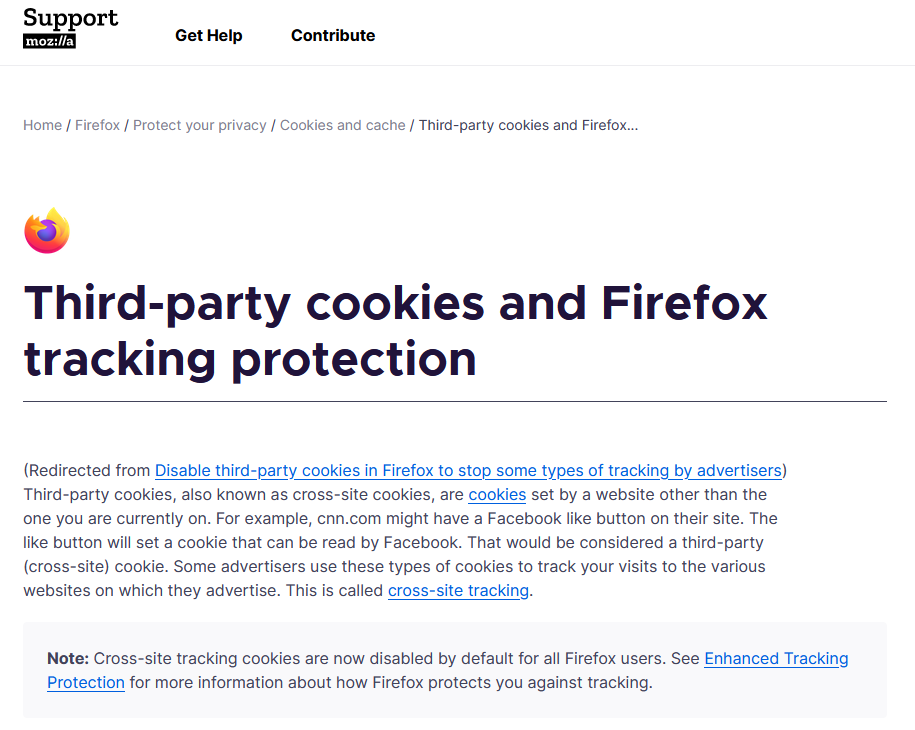 Support
moz://a
Get Help
Contribute
Home / Firefox / Protect your privacy / Cookies and cache / Third-party cookies and Firefox...
Third-party cookies and Firefox
tracking protection
(Redirected from Disable third-party cookies in Firefox to stop some types of tracking by advertisers)
Third-party cookies, also known as cross-site cookies, are cookies set by a website other than the
one you are currently on. For example, cnn.com might have a Facebook like button on their site. The
like button will set a cookie that can be read by Facebook. That would be considered a third-party
(cross-site) cookie. Some advertisers use these types of cookies to track your visits to the various
websites on which they advertise. This is called cross-site tracking.
Note: Cross-site tracking cookies are now disabled by default for all Firefox users. See Enhanced Tracking
Protection for more information about how Firefox protects you against tracking.